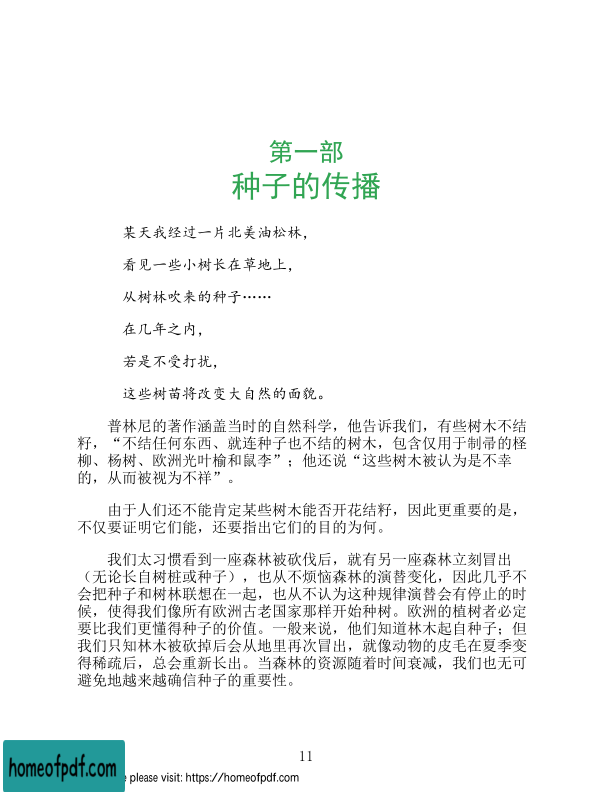 第一部
种子的传播
某天我经过一片北美油松林，
看见一些小树长在草地上，
从树林吹来的种子……
在几年之内，
若是不受打扰，
这些树苗将改变大自然的面貌。
普林尼的著作涵盖当时的自然科学，他告诉我们，有些树木不结
籽，“不结任何东西、就连种子也不结的树木，包含仅用于制帚的柽
柳、杨树、欧洲光叶榆和鼠李”；他还说“这些树木被认为是不幸
的，从而被视为不祥”。
由于人们还不能肯定某些树木能否开花结籽，因此更重要的是，
不仅要证明它们能，还要指出它们的目的为何。
我们太习惯看到一座森林被砍伐后，就有另一座森林立刻冒出
（无论长自树桩或种子），也从不烦恼森林的演替变化，因此几乎不
会把种子和树林联想在一起，也从不认为这种规律演替会有停止的时
候，使得我们像所有欧洲古老国家那样开始种树。欧洲的植树者必定
要比我们更懂得种子的价值。一般来说，他们知道林木起自种子；但
我们只知林木被砍掉后会从地里再次冒出，就像动物的皮毛在夏季变
得稀疏后，总会重新长出。当森林的资源随着时间衰减，我们也无可
避免地越来越确信种子的重要性。
11
homeofpdf.com
e please visit: https://homeofpdf.com